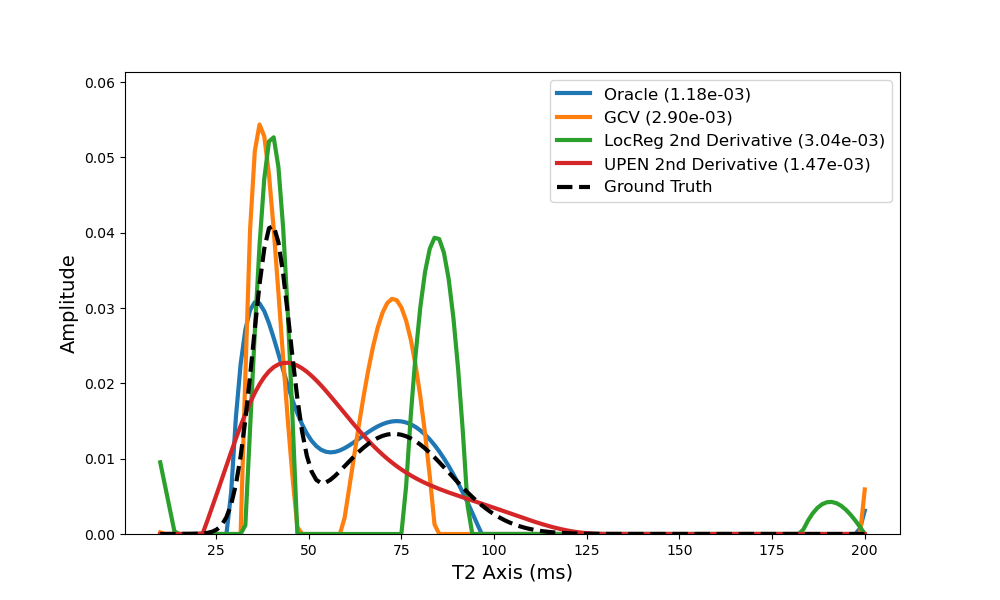 0.06
0.05
0.04
0.03
0.02
0.01
0.00
Amplitude
Oracle (1.18e-03)
GCV (2.90e-03)
LocReg 2nd Derivative (3.04e-03)
UPEN 2nd Derivative (1.47e-03)
Ground Truth
25 50 75 100 125 150 175 200
T2 Axis (ms)